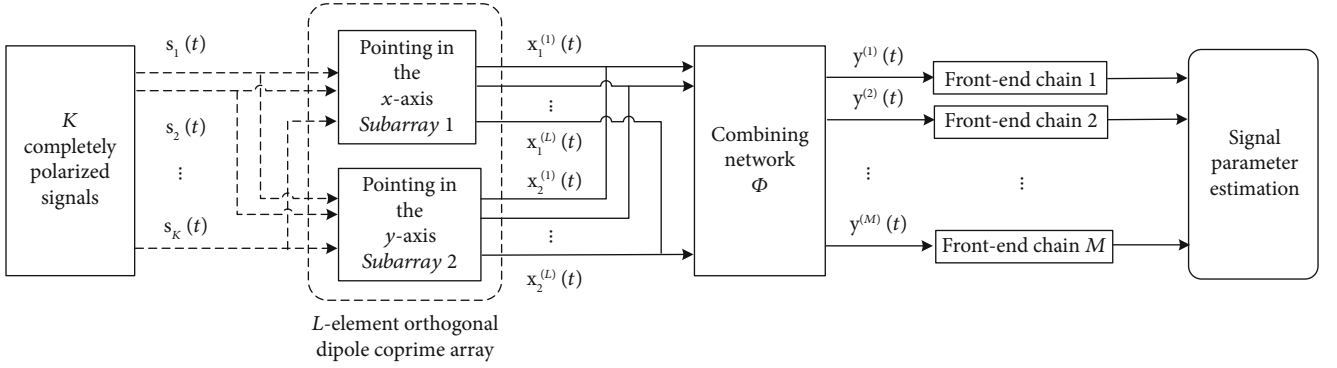 K
completely
polarized
signals
s₁ (t)
s₂ (t)
⋮
s_K (t)
Pointing in
the
x-axis
Subarray 1
Pointing in
the
y-axis
Subarray 2
L-element orthogonal
dipole coprime array
x₁⁽¹⁾ (t)
⋮
x₁⁽ᴸ⁾ (t)
x₂⁽¹⁾ (t)
⋮
x₂⁽ᴸ⁾ (t)
Combining
network
Φ
y⁽¹⁾ (t)
y⁽²⁾ (t)
⋮
y⁽ᴹ⁾ (t)
Front-end chain 1
Front-end chain 2
⋮
Front-end chain M
Signal
parameter
estimation